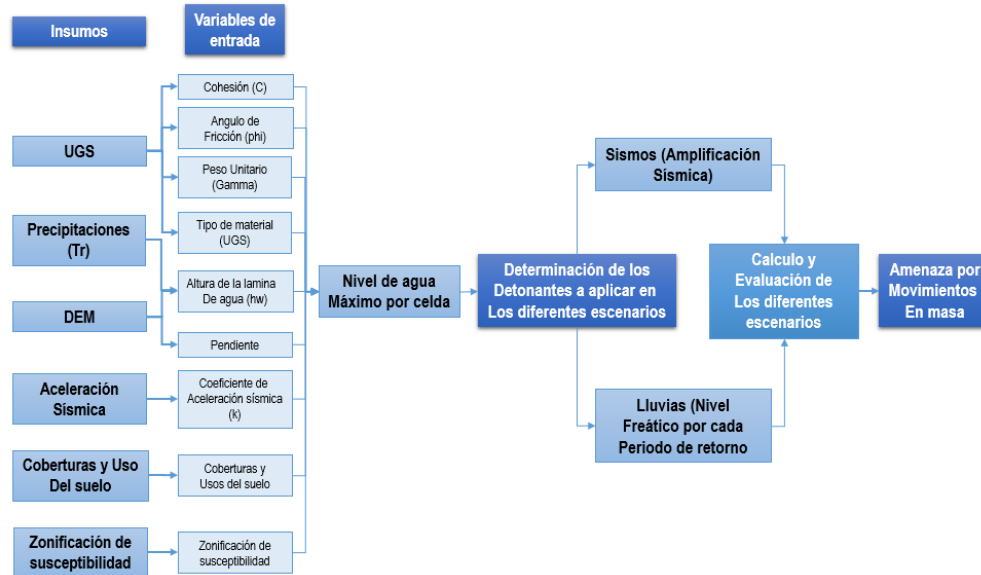 Insumos
Variables de
entrada
UGS
Precipitaciones
(Tr)
DEM
Aceleración
Sísmica
Coberturas y Uso
Del suelo
Zonificación de
susceptibilidad
Cohesión (C)
Angulo de
Fricción (phi)
Peso Unitario
(Gamma)
Tipo de material
(UGS)
Altura de la lamina
De agua (hw)
Pendiente
Coeficiente de
Aceleración sísmica
(k)
Coberturas y
Usos del suelo
Zonificación de
susceptibilidad
Nivel de agua
Máximo por celda
Determinación de los
Detonantes a aplicar en
Los diferentes escenarios
Sismos (Amplificación
Sísmica)
Lluvias (Nivel
Freático por cada
Periodo de retorno
Calculo y
Evaluación de
Los diferentes
escenarios
Amenaza por
Movimientos
En masa